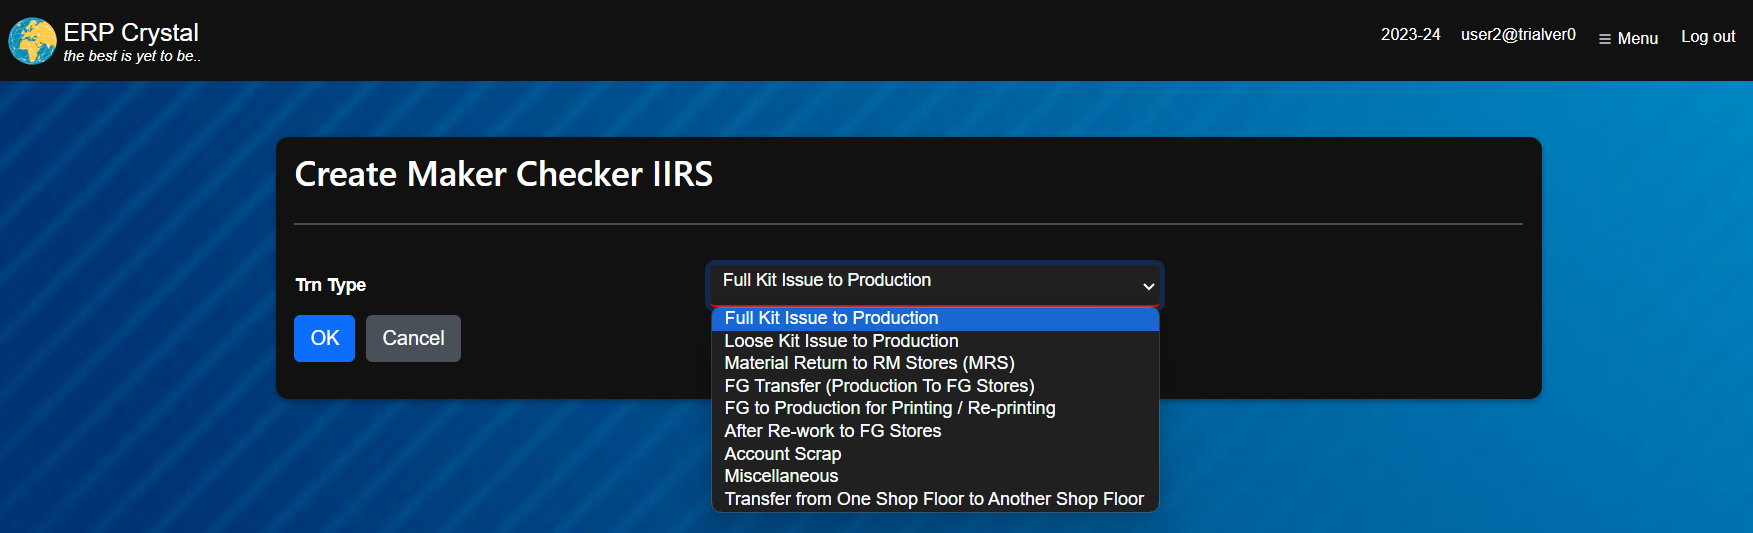 ERP Crystal
the best is yet to be..
2023-24 user2@trialver0 Menu Log out
Create Maker Checker IIRS
Trn Type
Full Kit Issue to Production
OK Cancel
Full Kit Issue to Production
Loose Kit Issue to Production
Material Return to RM Stores (MRS)
FG Transfer (Production To FG Stores)
FG to Production for Printing / Re-printing
After Re-work to FG Stores
Account Scrap
Miscellaneous
Transfer from One Shop Floor to Another Shop Floor